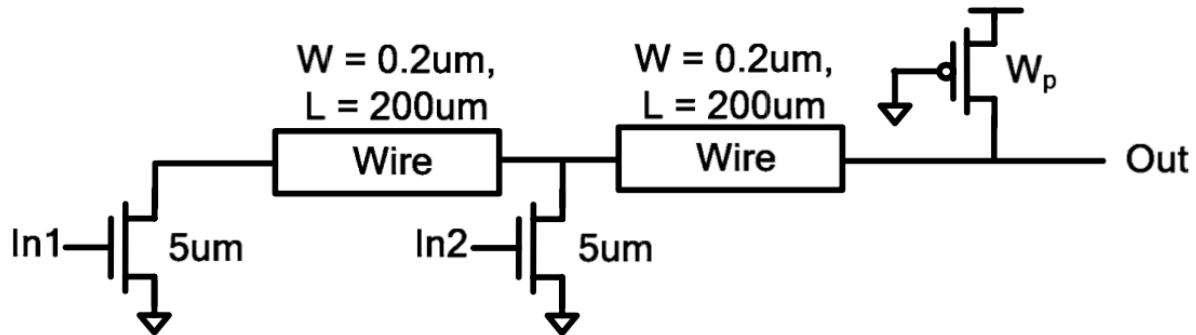 W = 0.2um,
L = 200um
Wire
W = 0.2um,
L = 200um
Wire
Wp
Out
In1
5um
In2
5um